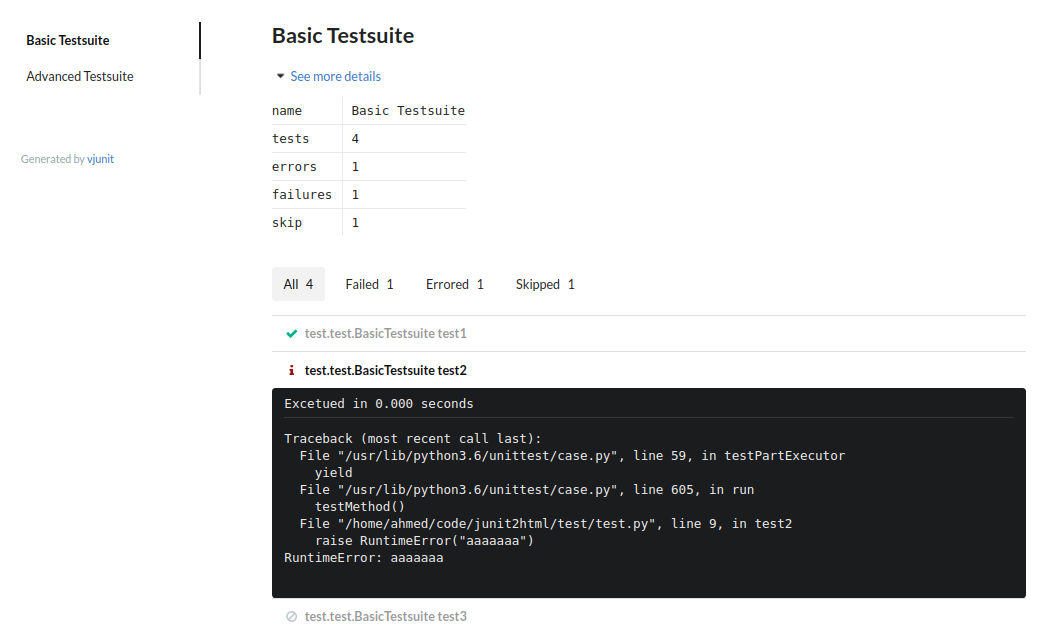 Basic Testsuite
Advanced Testsuite
Generated by vjunit
Basic Testsuite
See more details
name Basic Testsuite
tests 4
errors 1
failures 1
skip 1
All 4 Failed 1 Errored 1 Skipped 1
test.test.BasicTestsuite test1
test.test.BasicTestsuite test2
Excetued in 0.000 seconds
Traceback (most recent call last):
  File "/usr/lib/python3.6/unittest/case.py", line 59, in testPartExecutor
    yield
  File "/usr/lib/python3.6/unittest/case.py", line 605, in run
    testMethod()
  File "/home/ahmed/code/junit2html/test/test.py", line 9, in test2
    raise RuntimeError("aaaaaaa")
RuntimeError: aaaaaaa
test.test.BasicTestsuite test3